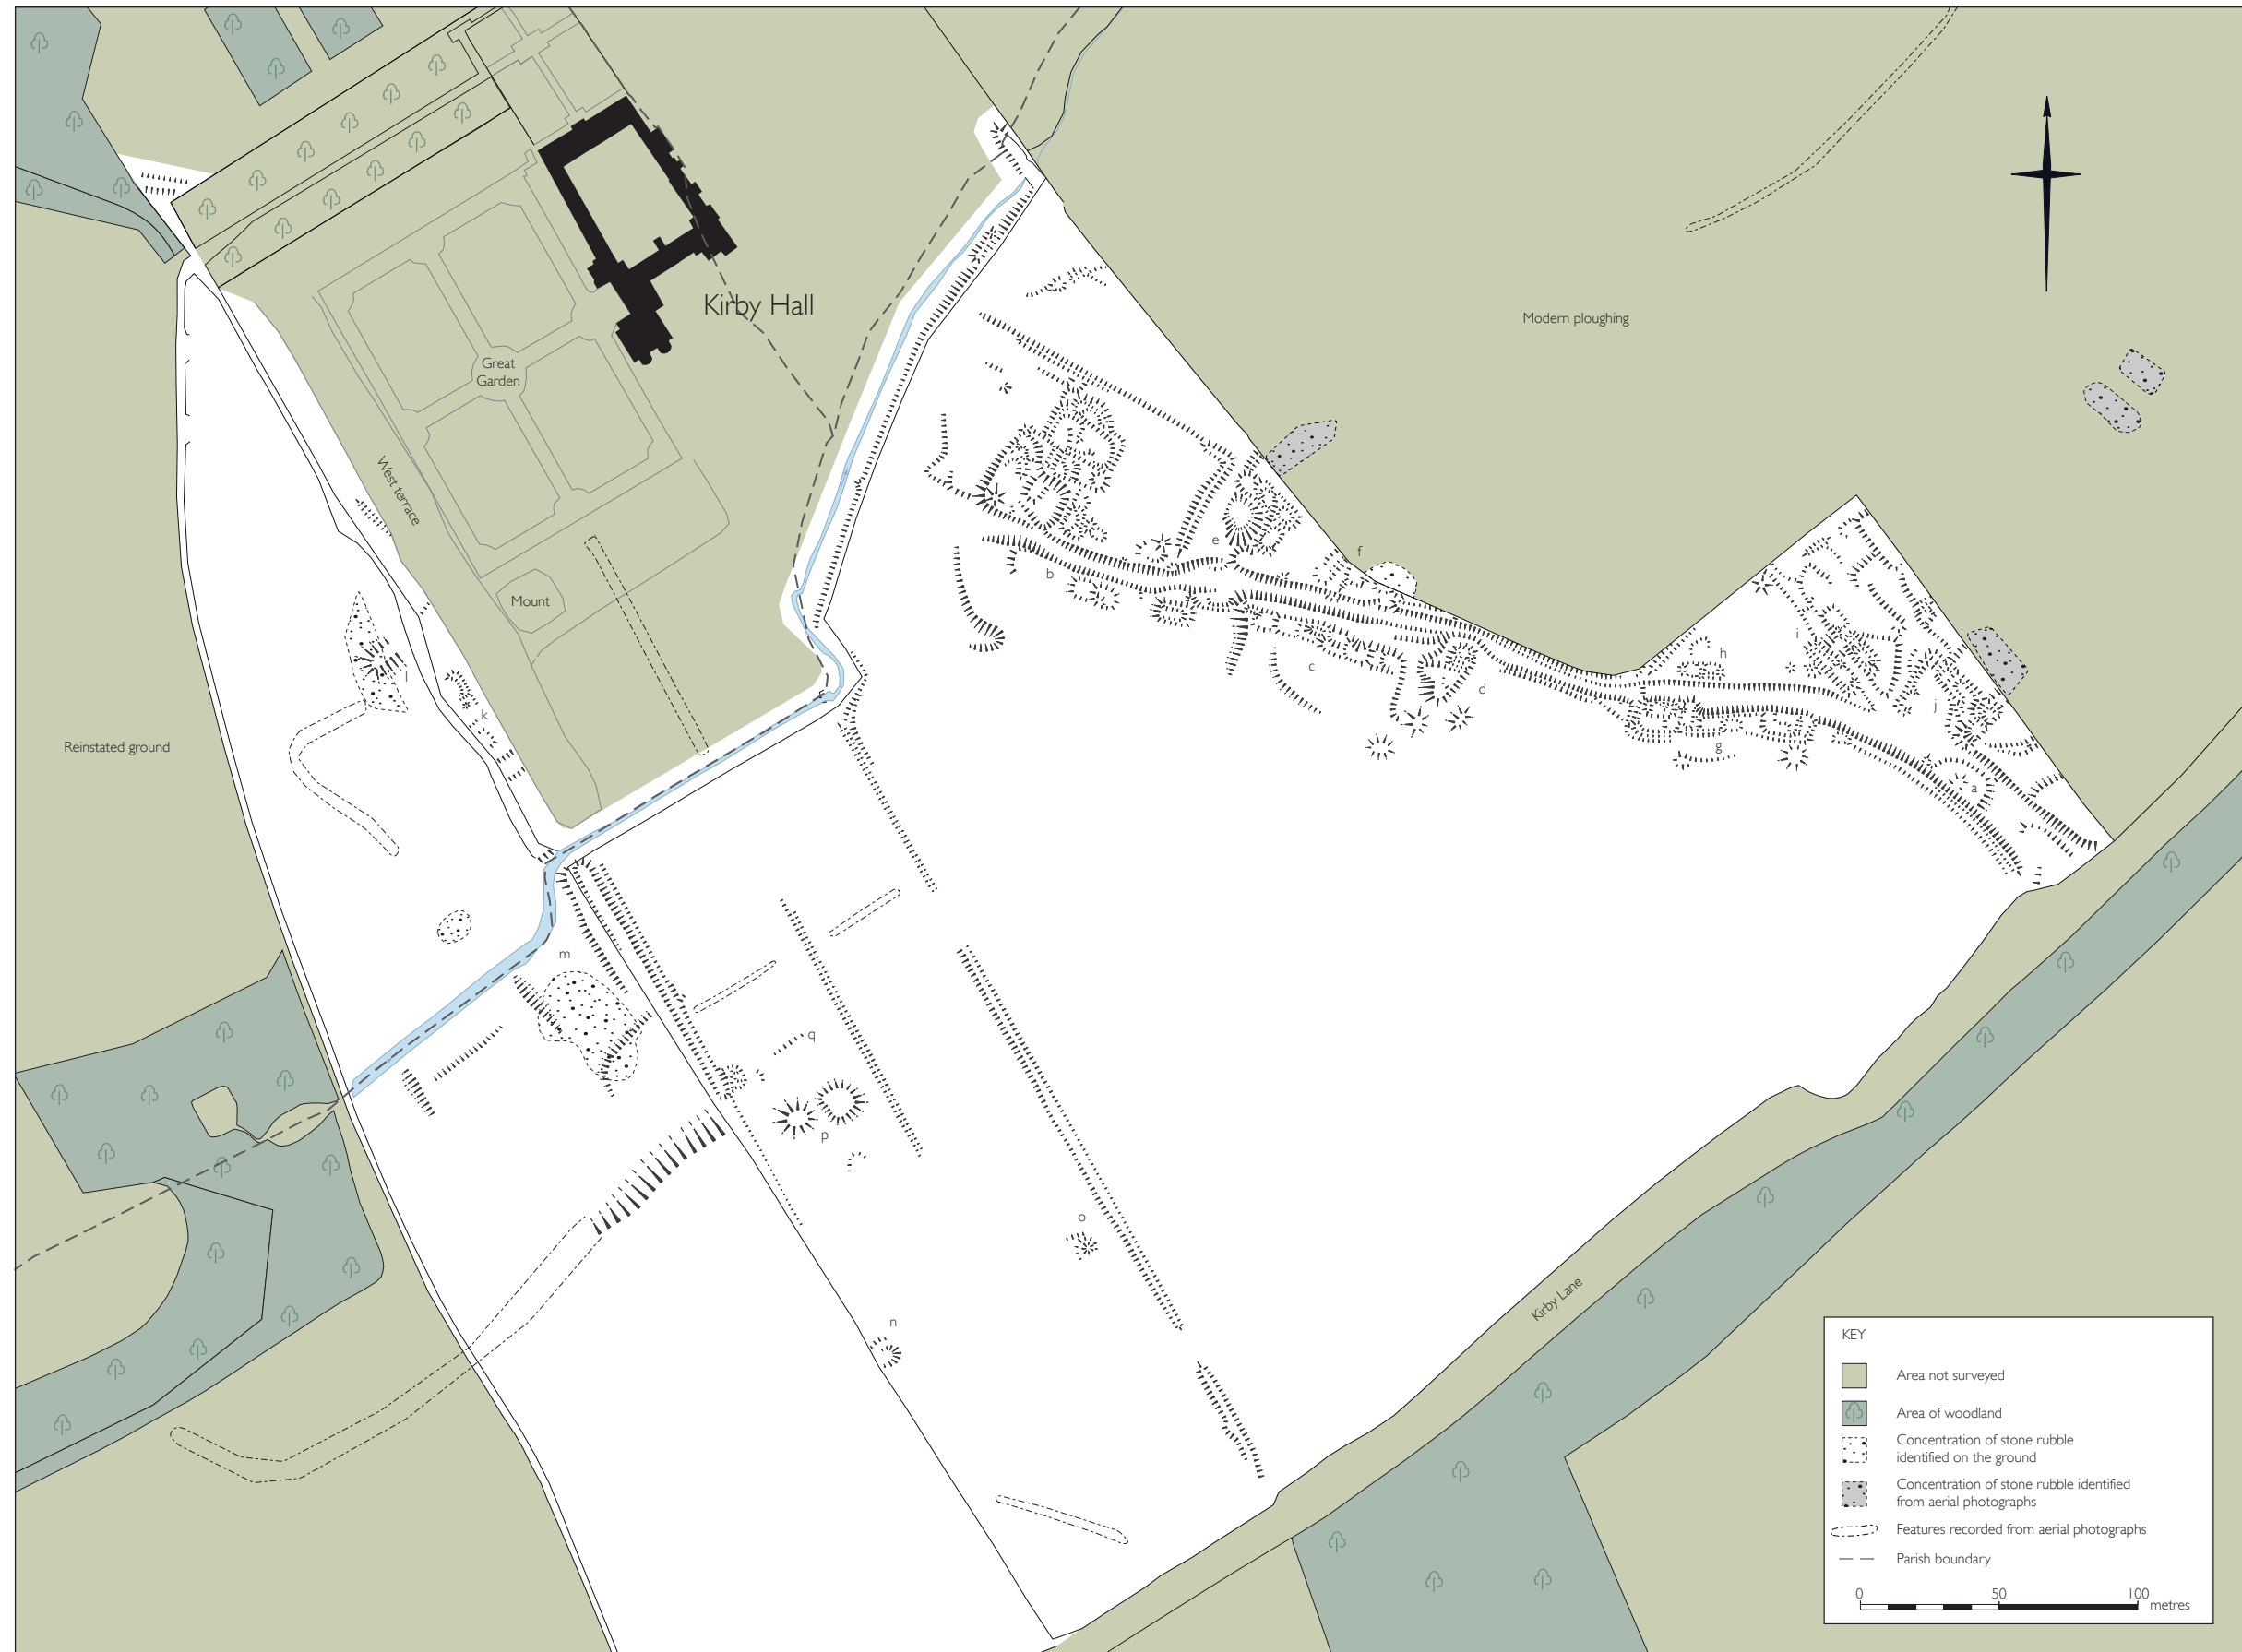 Kirby Hall
Modern ploughing
Great
Garden
West terrace
Mount
Reinstated ground
e
f
b
c
d
h
i
j
g
a
l
k
m
q
p
o
n
Kirby Lane
KEY
Area not surveyed
Area of woodland
Concentration of stone rubble
identified on the ground
Concentration of stone rubble identified
from aerial photographs
Features recorded from aerial photographs
Parish boundary
0 50 100
metres